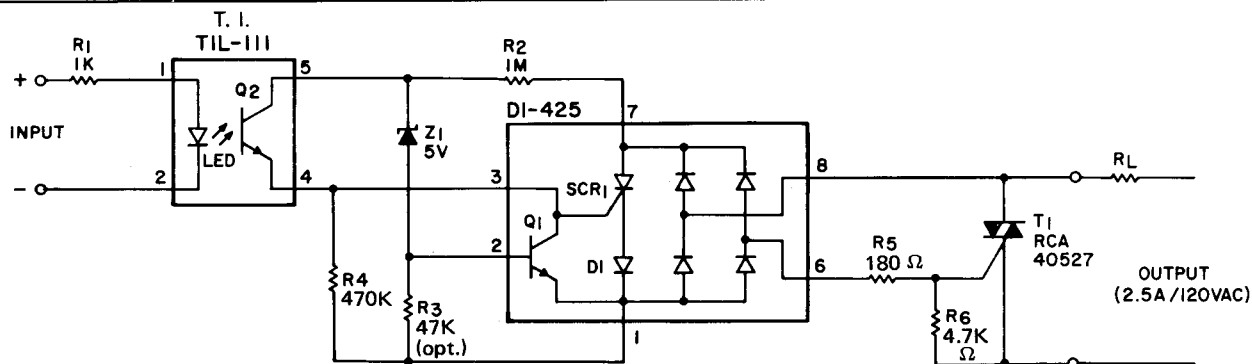 T. I.
TIL-111
R1
1K
+
1
5
R2
1M
7
DI-425
Q2
INPUT
LED
Z1
5V
-
2
4
3
SCR1
8
RL
Q1
2
D1
T1
RCA
40527
R5
180 Ω
6
R4
470K
R3
47K
(opt.)
1
R6
4.7K
Ω
OUTPUT
(2.5A/120VAC)